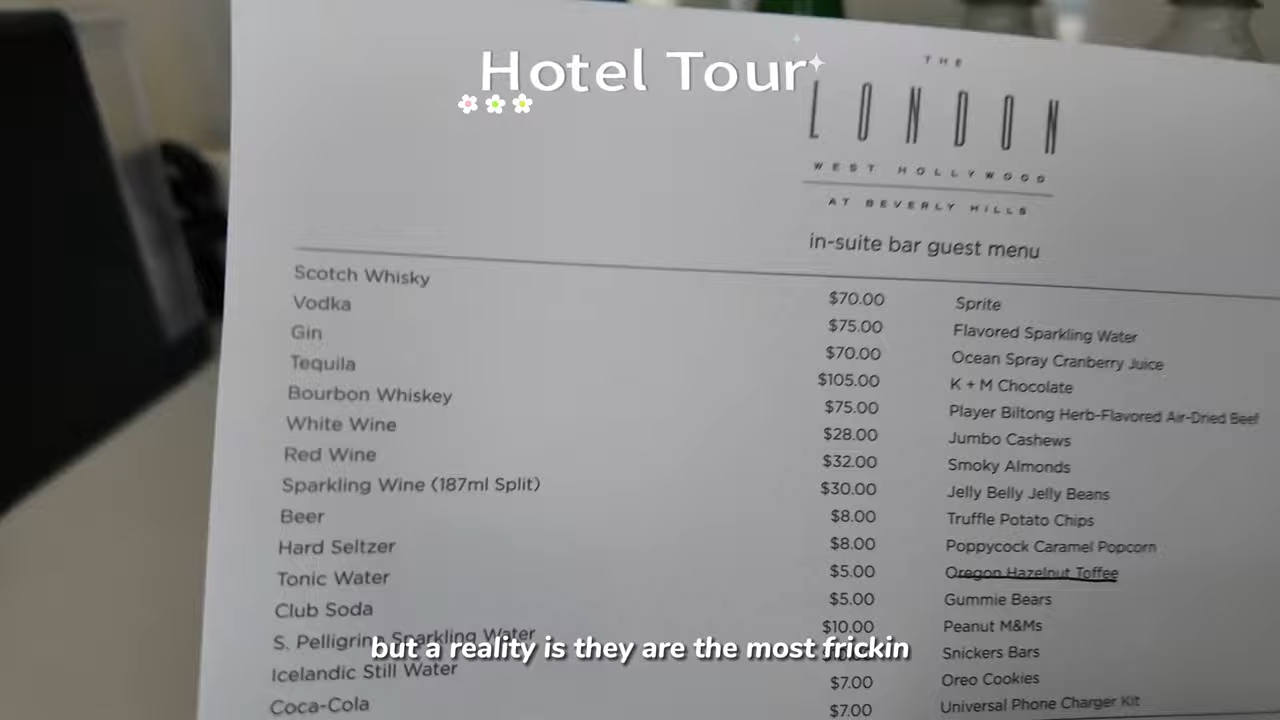 Hotel Tour
THE
LONDON
WEST HOLLYWOOD
AT BEVERLY HILLS
in-suite bar guest menu
Scotch Whisky $70.00 Sprite
Vodka $75.00 Flavored Sparkling Water
Gin $70.00 Ocean Spray Cranberry Juice
Tequila $105.00 K + M Chocolate
Bourbon Whiskey $75.00 Player Biltong Herb-Flavored Air-Dried Beef
White Wine $28.00 Jumbo Cashews
Red Wine $32.00 Smoky Almonds
Sparkling Wine (187ml Split) $30.00 Jelly Belly Jelly Beans
Beer $8.00 Truffle Potato Chips
Hard Seltzer $8.00 Poppycock Caramel Popcorn
Tonic Water $5.00 Oregon Hazelnut Toffee
Club Soda $5.00 Gummie Bears
S. Pelligrino Sparkling Water $10.00 Peanut M&Ms
Icelandic Still Water Snickers Bars
Coca-Cola $7.00 Oreo Cookies
$7.00 Universal Phone Charger Kit
but a reality is they are the most frickin